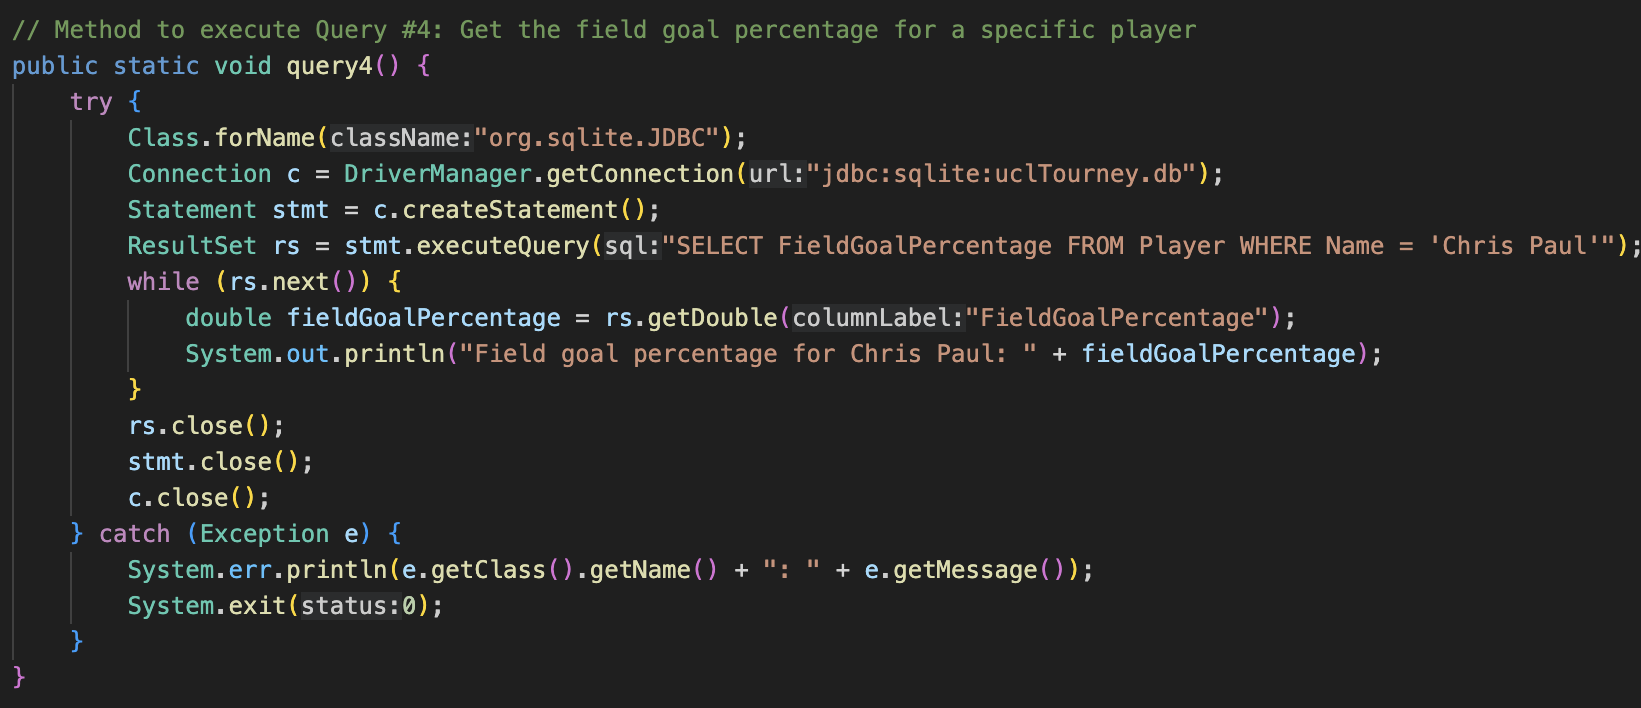 // Method to execute Query #4: Get the field goal percentage for a specific player
public static void query4() {
try {
Class.forName(className:"org.sqlite.JDBC");
Connection c = DriverManager.getConnection(url:"jdbc:sqlite:uclTourney.db");
Statement stmt = c.createStatement();
ResultSet rs = stmt.executeQuery(sql:"SELECT FieldGoalPercentage FROM Player WHERE Name = 'Chris Paul'");
while (rs.next()) {
double fieldGoalPercentage = rs.getDouble(columnLabel:"FieldGoalPercentage");
System.out.println("Field goal percentage for Chris Paul: " + fieldGoalPercentage);
}
rs.close();
stmt.close();
c.close();
} catch (Exception e) {
System.err.println(e.getClass().getName() + ": " + e.getMessage());
System.exit(status:0);
}
}